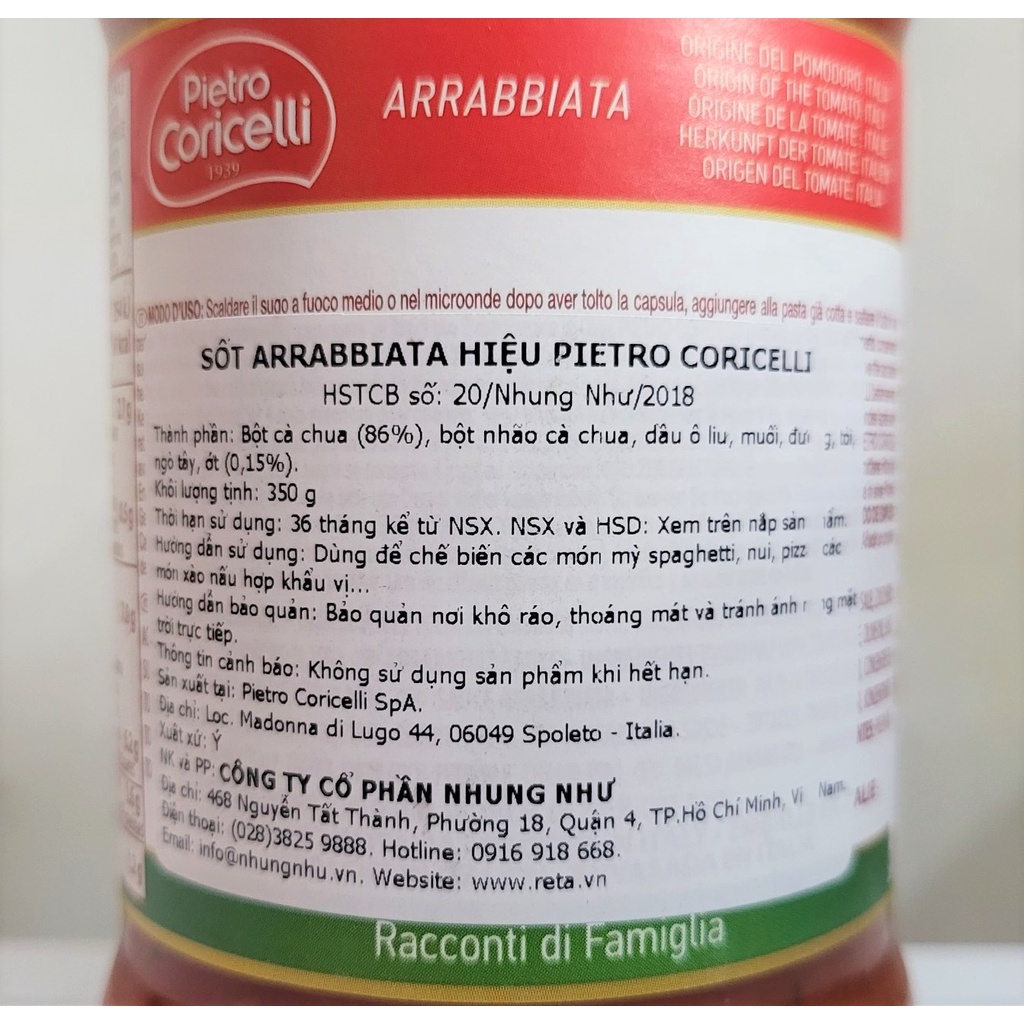 Pietro
Coricelli
1939
ARRABBIATA
ORIGINE DEL POMODORO: ITALIA
ORIGIN OF THE TOMATO: ITALY
ORIGINE DE LA TOMATE: ITALIE
HERKUNFT DER TOMATE: ITALIEN
ORIGEN DEL TOMATE: ITALIA
MODO D'USO: Scaldare il sugo a fuoco medio o nel microonde dopo aver tolto la capsula, aggiungere alla pasta già cotta e
SỐT ARRABBIATA HIỆU PIETRO CORICELLI
HSTCB số: 20/Nhung Như/2018
Thành phần: Bột cà chua (86%), bột nhão cà chua, dầu ô liu, muối, tỏi,
ngò tây, ớt (0,15%).
Khối lượng tịnh: 350 g
Thời hạn sử dụng: 36 tháng kể từ NSX. NSX và HSD: Xem trên nắp sản
Hướng dẫn sử dụng: Dùng để chế biến các món mỳ spaghetti, nui, các
món xào nấu hợp khẩu vị...
Hướng dẫn bảo quản: Bảo quản nơi khô ráo, thoáng mát và tránh ánh mặt
trời trực tiếp.
Thông tin cảnh báo: Không sử dụng sản phẩm khi hết hạn.
Sản xuất tại: Pietro Coricelli SpA.
Địa chỉ: Loc. Madonna di Lugo 44, 06049 Spoleto - Italia.
Xuất xứ: Ý
NK và PP: CÔNG TY CỔ PHẦN NHUNG NHƯ
Địa chỉ: 468 Nguyễn Tất Thành, Phường 18, Quận 4, TP.Hồ Chí Minh, Nam.
Điện thoại: (028)3825 9888. Hotline: 0916 918 668.
Email: info@nhungnhu.vn. Website: www.reta.vn
Racconti di Famiglia